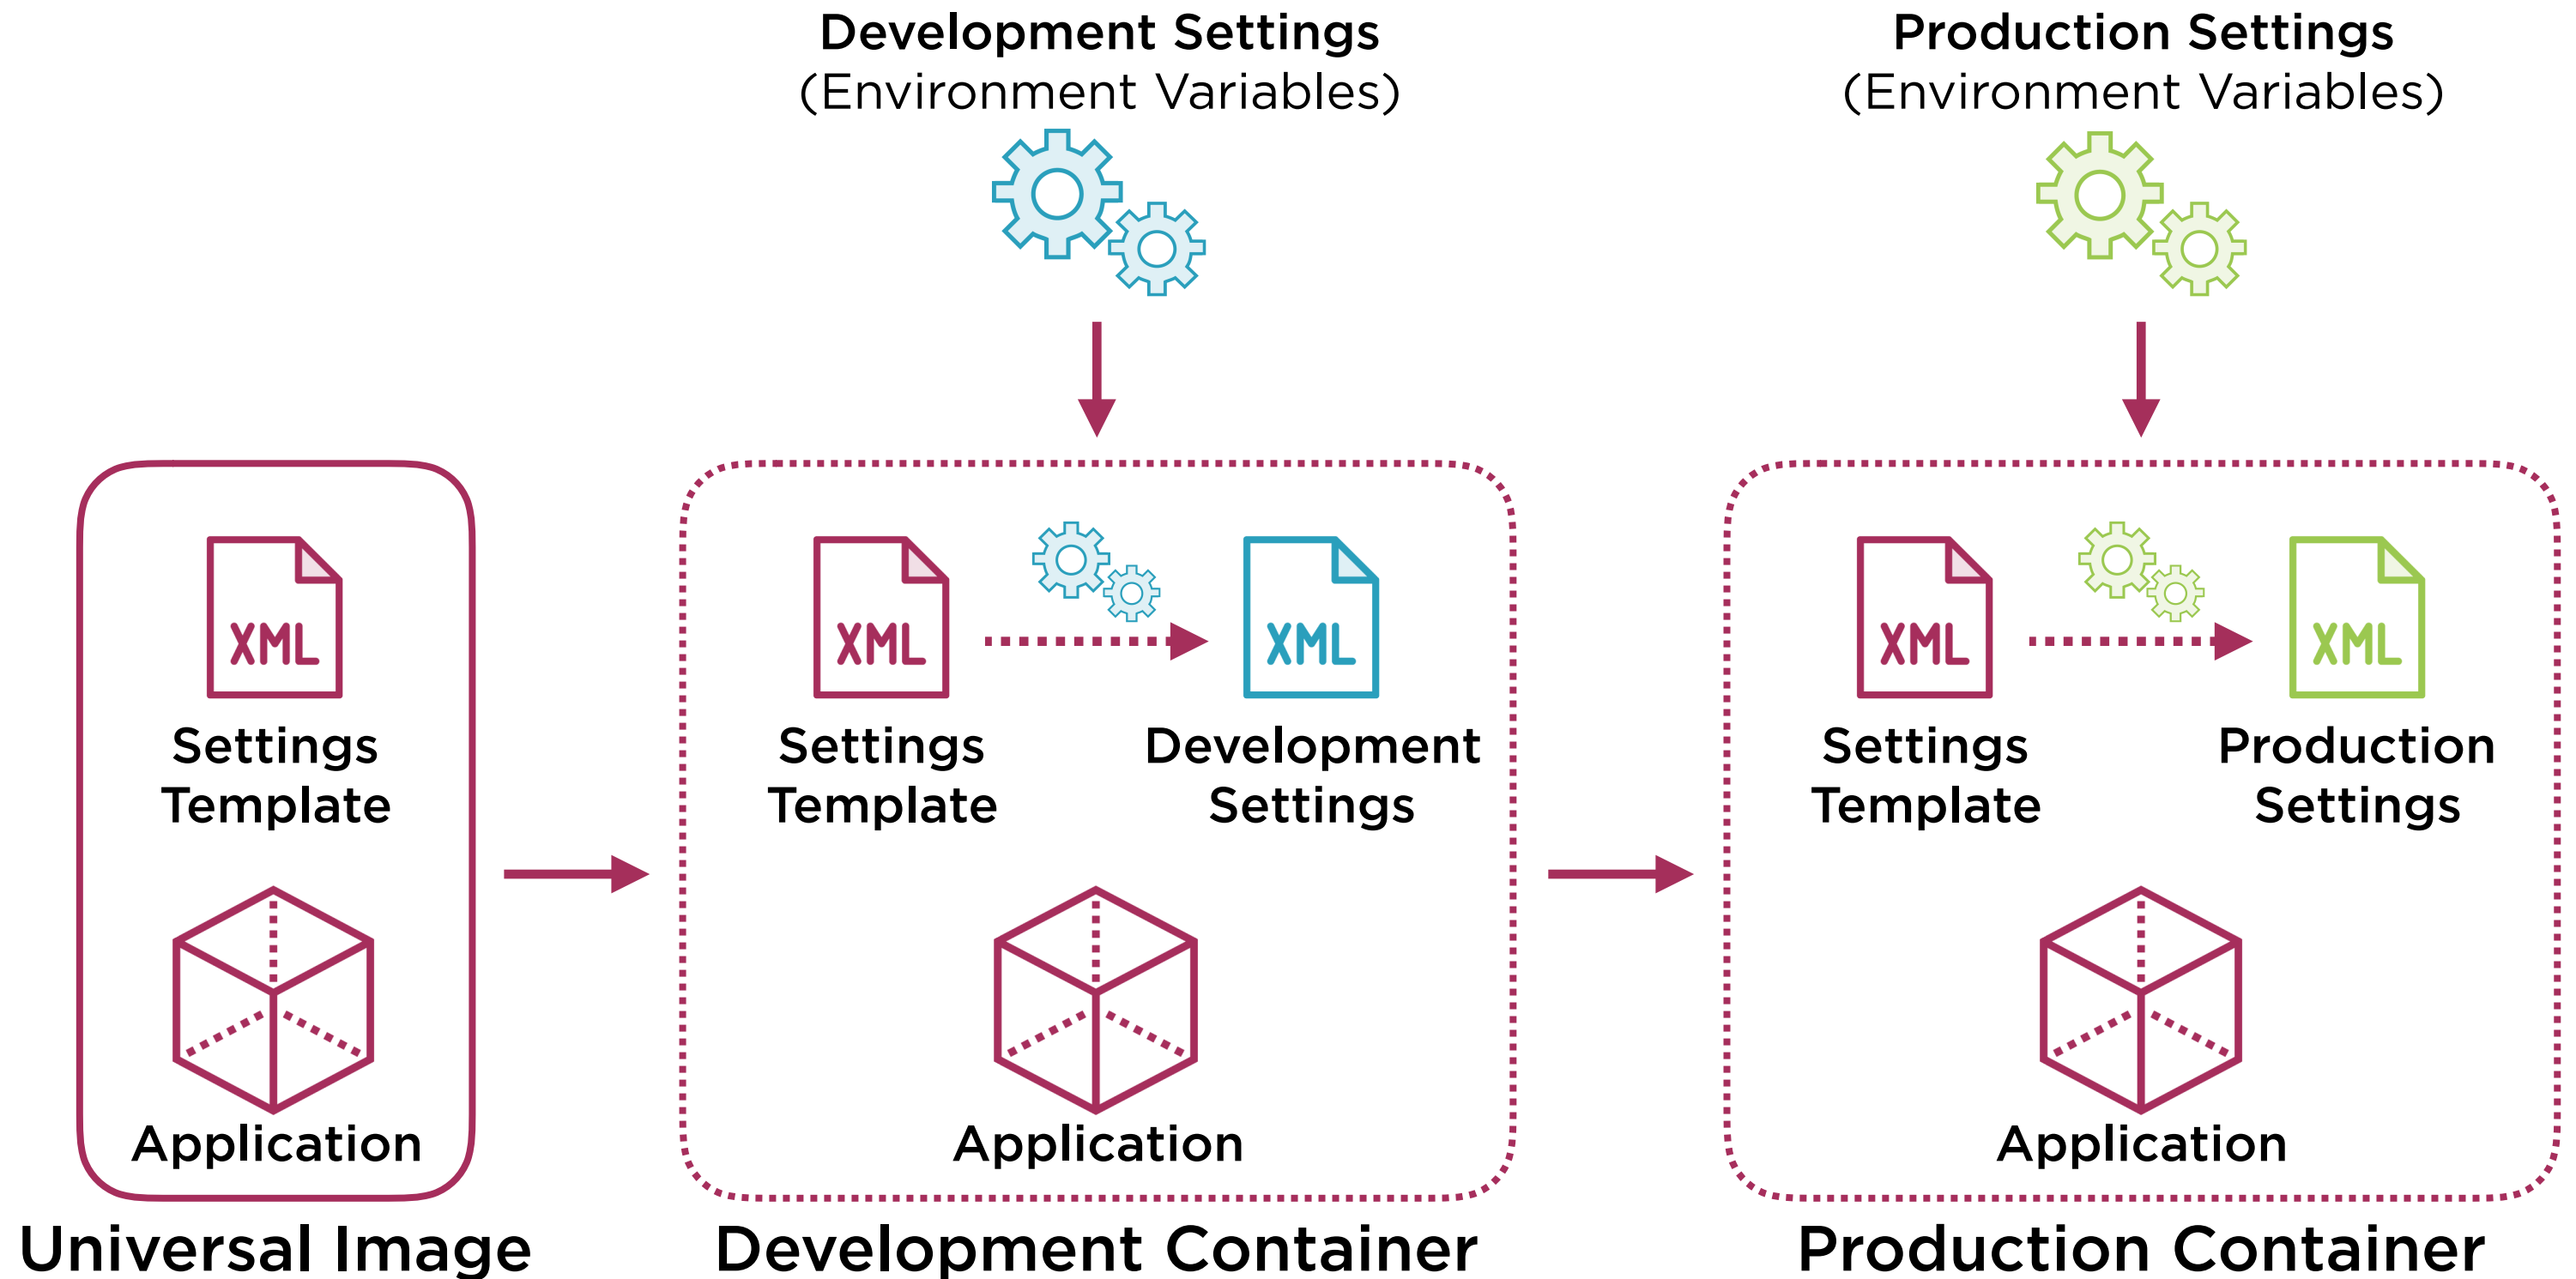 Development Settings
(Environment Variables)
Production Settings
(Environment Variables)
XML
Settings
Template
Application
Universal Image
XML
Settings
Template
XML
Development
Settings
Application
Development Container
XML
Settings
Template
XML
Production
Settings
Application
Production Container